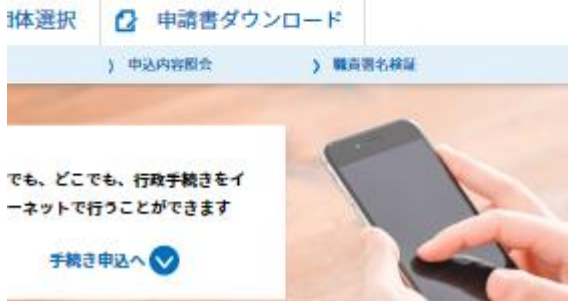 体選択 申請書ダウンロード
申込内容照会 職責署名検証
でも、どこでも、行政手続きをイ
ーネットで行うことができます
手続き申込へ